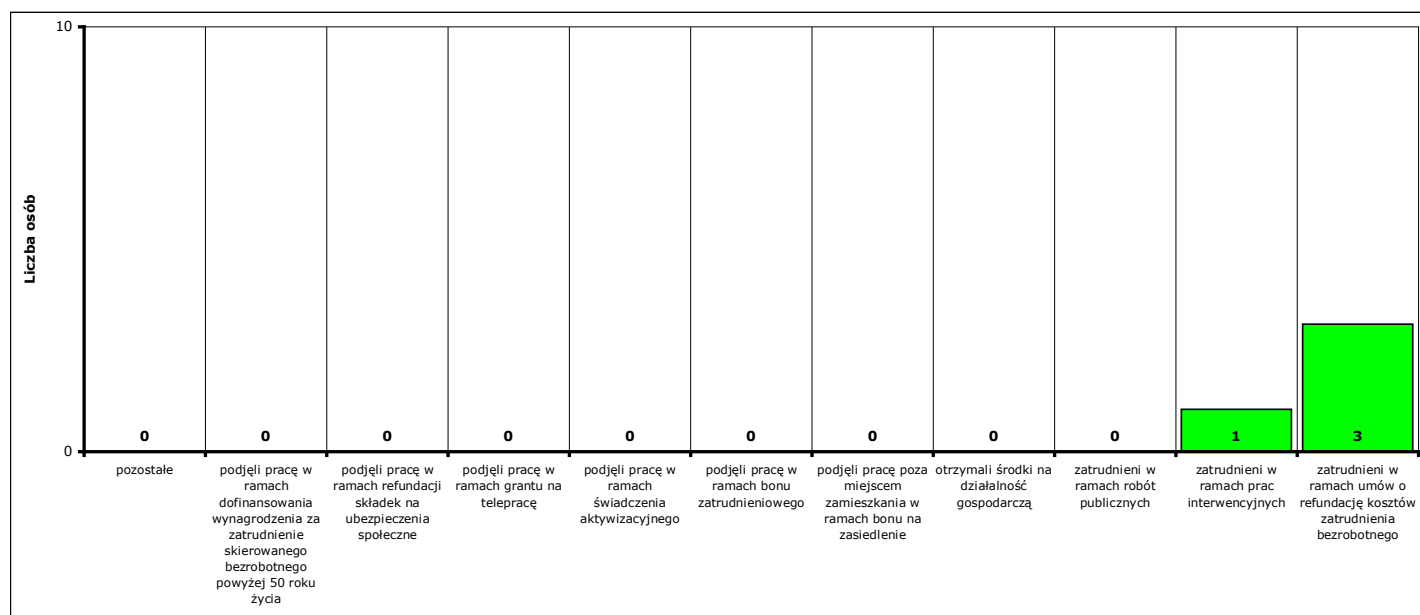 10
Liczba osób
0
0
0
0
0
0
0
0
0
0
1
3
pozostałe
podjęli pracę w
ramach
dofinansowania
wynagrodzenia za
zatrudnienie
skierowanego
bezrobotnego
powyżej 50 roku
życia
podjęli pracę w
ramach refundacji
składek na
ubezpieczenia
społeczne
podjęli pracę w
ramach grantu na
telepracę
podjęli pracę w
ramach
świadczenia
aktywizacyjnego
podjęli pracę w
ramach bonu
zatrudnieniowego
podjęli pracę poza
miejscem
zamieszkania w
ramach bonu na
zasiedlenie
otrzymali środki na
działalność
gospodarczą
zatrudnieni w
ramach robót
publicznych
zatrudnieni w
ramach prac
interwencyjnych
zatrudnieni w
ramach umów o
refundację kosztów
zatrudnienia
bezrobotnego